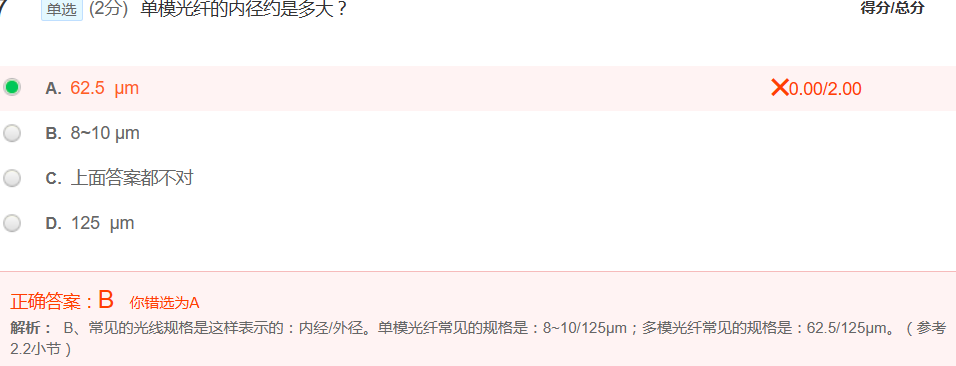 单选 (2分) 单模光纤的内径约是多大？ 得分/总分
A. 62.5 μm ✕0.00/2.00
B. 8~10 μm
C. 上面答案都不对
D. 125 μm
正确答案：B 你错选为A
解析： B、常见的光线规格是这样表示的：内经/外径。单模光纤常见的规格是：8~10/125μm；多模光纤常见的规格是：62.5/125μm。（参考
2.2小节）